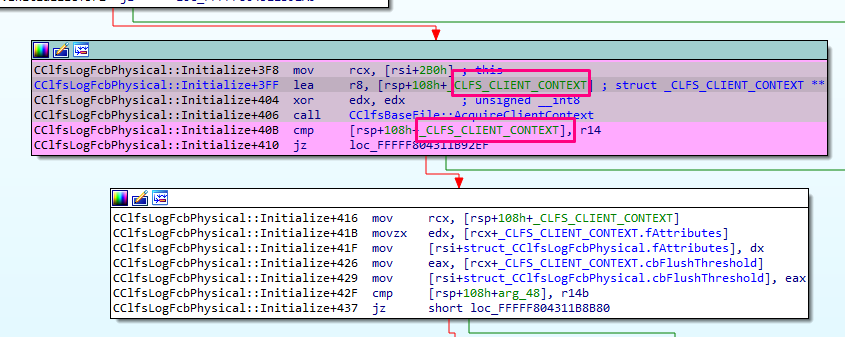 CClfsLogFcbPhysical::Initialize+3F8 mov rcx, [rsi+2B0h] ; this
CClfsLogFcbPhysical::Initialize+3FF lea r8, [rsp+108h+_CLFS_CLIENT_CONTEXT] ; struct _CLFS_CLIENT_CONTEXT **
CClfsLogFcbPhysical::Initialize+404 xor edx, edx ; unsigned __int8
CClfsLogFcbPhysical::Initialize+406 call CClfsBaseFile::AcquireClientContext
CClfsLogFcbPhysical::Initialize+40B cmp [rsp+108h+_CLFS_CLIENT_CONTEXT], r14
CClfsLogFcbPhysical::Initialize+410 jz loc_FFFFF804311B92EF
CClfsLogFcbPhysical::Initialize+416 mov rcx, [rsp+108h+_CLFS_CLIENT_CONTEXT]
CClfsLogFcbPhysical::Initialize+41B movzx edx, [rcx+_CLFS_CLIENT_CONTEXT.fAttributes]
CClfsLogFcbPhysical::Initialize+41F mov [rsi+struct_CClfsLogFcbPhysical.fAttributes], dx
CClfsLogFcbPhysical::Initialize+426 mov eax, [rcx+_CLFS_CLIENT_CONTEXT.cbFlushThreshold]
CClfsLogFcbPhysical::Initialize+429 mov [rsi+struct_CClfsLogFcbPhysical.cbFlushThreshold], eax
CClfsLogFcbPhysical::Initialize+42F cmp [rsp+108h+arg_48], r14b
CClfsLogFcbPhysical::Initialize+437 jz short loc_FFFFF804311B8B80